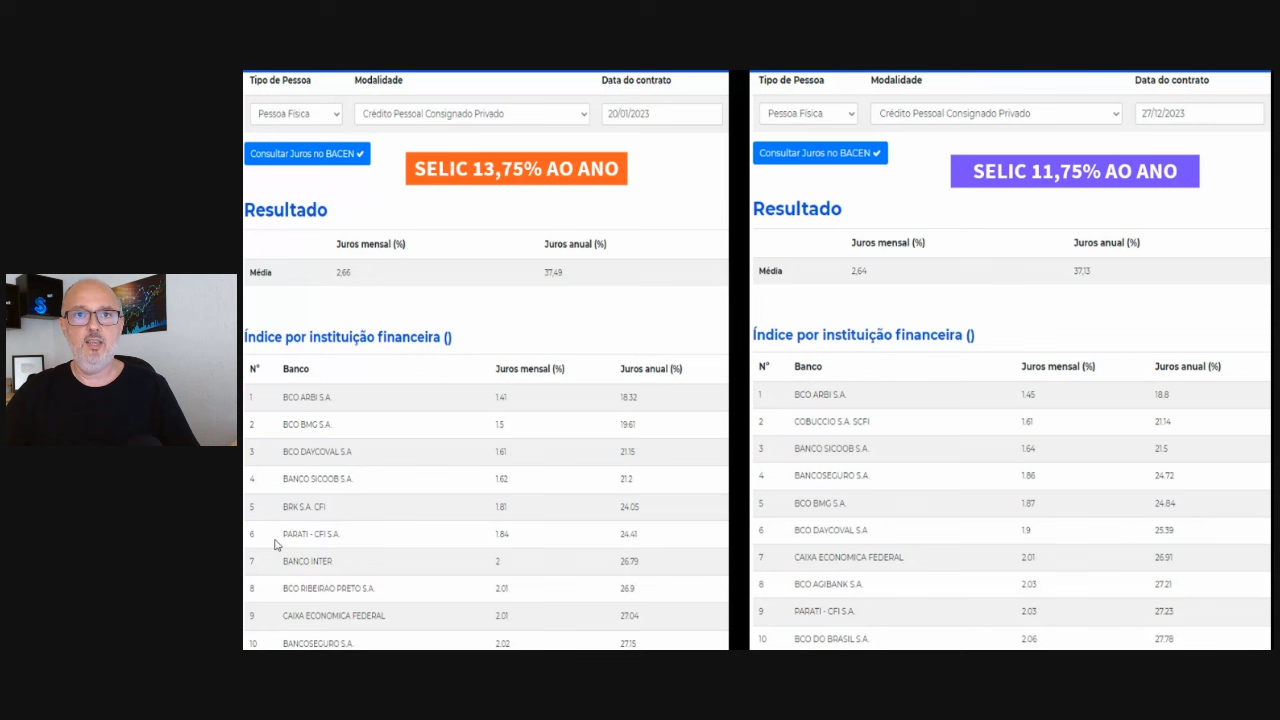 Tipo de Pessoa Modalidade Data do contrato
Pessoa Física Crédito Pessoal Consignado Privado 20/01/2023
Consultar Juros no BACEN
SELIC 13,75% AO ANO
Resultado
Juros mensal (%) Juros anual (%)
Média 2,66 37,49
Índice por instituição financeira ()
N° Banco Juros mensal (%) Juros anual (%)
1 BCO ARBI S.A. 1.41 18.32
2 BCO BMG S.A. 1.5 19.61
3 BCO DAYCOVAL S.A 1.61 21.15
4 BANCO SICOOB S.A. 1.62 21.2
5 BRK S.A. CFI 1.81 24.05
6 PARATI - CFI S.A. 1.84 24.41
7 BANCO INTER 2 26.79
8 BCO RIBEIRAO PRETO S.A. 2.01 26.9
9 CAIXA ECONOMICA FEDERAL 2.01 27.04
10 BANCOSEGURO S.A. 2.02 27.15
Tipo de Pessoa Modalidade Data do contrato
Pessoa Física Crédito Pessoal Consignado Privado 27/12/2023
Consultar Juros no BACEN
SELIC 11,75% AO ANO
Resultado
Juros mensal (%) Juros anual (%)
Média 2,64 37,13
Índice por instituição financeira ()
N° Banco Juros mensal (%) Juros anual (%)
1 BCO ARBI S.A. 1.45 18.8
2 COBUCCIO S.A. SCFI 1.61 21.14
3 BANCO SICOOB S.A. 1.64 21.5
4 BANCOSEGURO S.A. 1.86 24.72
5 BCO BMG S.A. 1.87 24.84
6 BCO DAYCOVAL S.A 1.9 25.39
7 CAIXA ECONOMICA FEDERAL 2.01 26.91
8 BCO AGIBANK S.A. 2.03 27.21
9 PARATI - CFI S.A. 2.03 27.23
10 BCO DO BRASIL S.A. 2.06 27.78